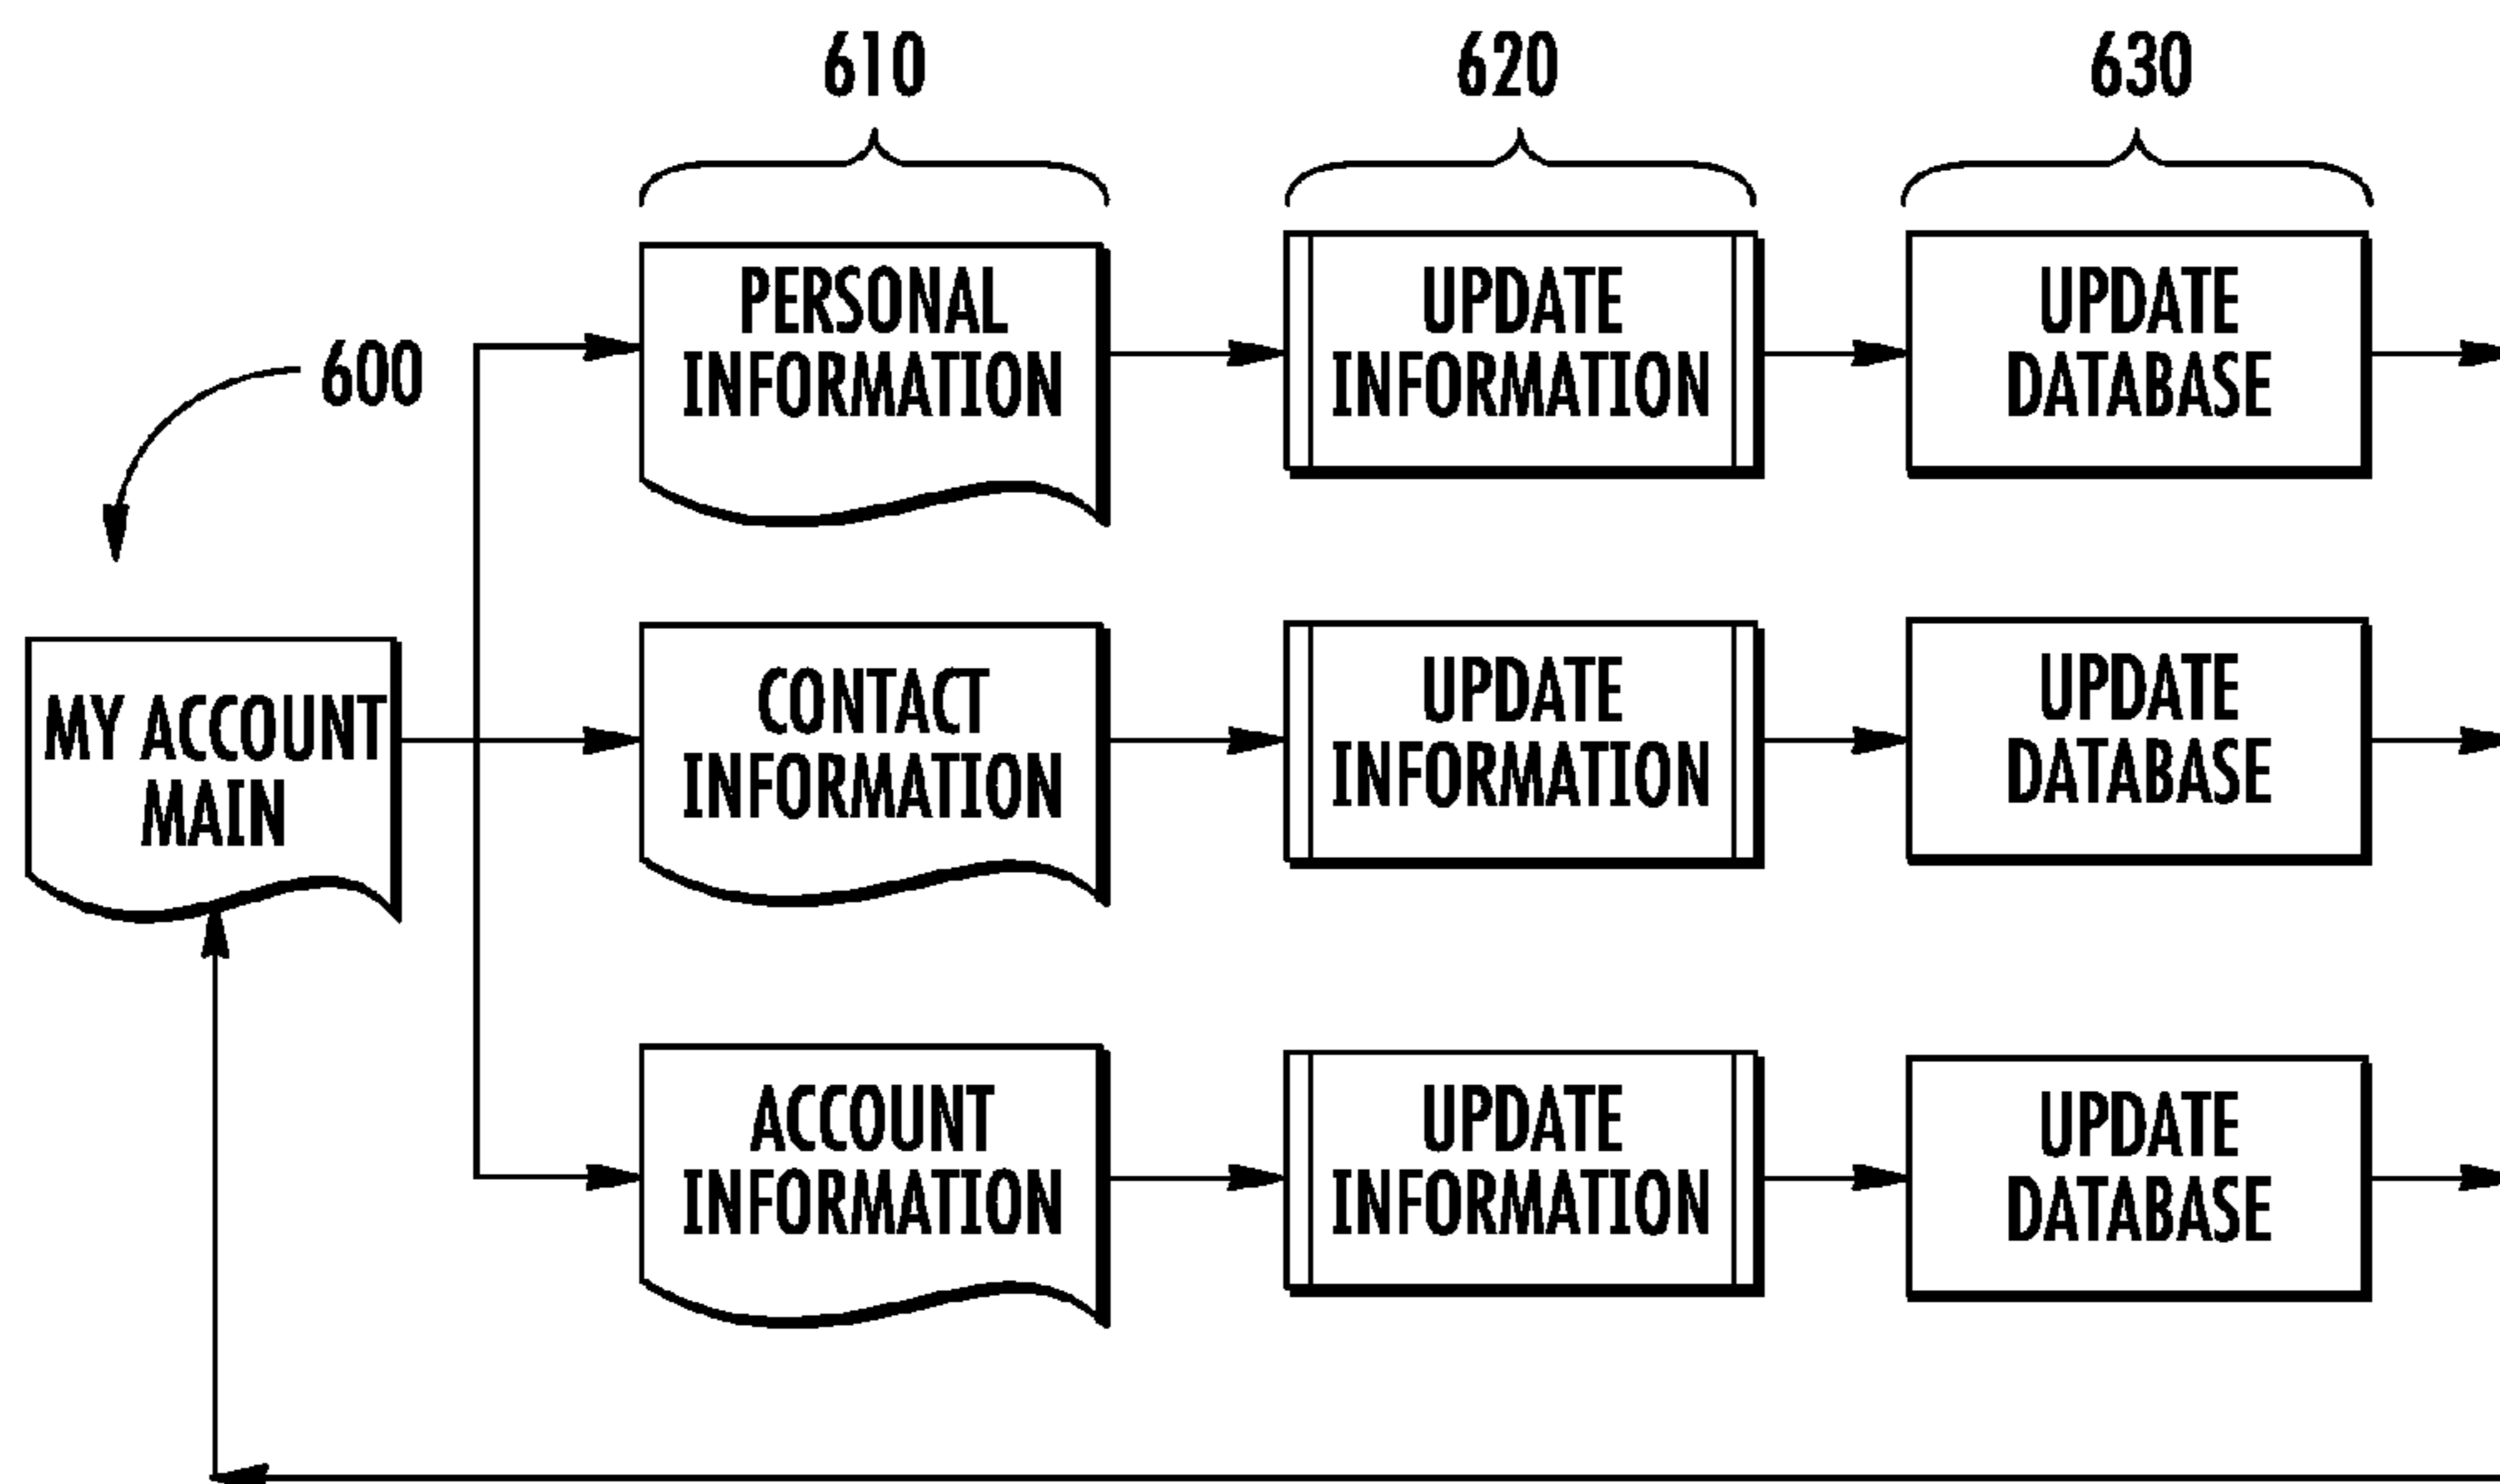 610
620
630
600
PERSONAL
INFORMATION
UPDATE
INFORMATION
UPDATE
DATABASE
MY ACCOUNT
MAIN
CONTACT
INFORMATION
UPDATE
INFORMATION
UPDATE
DATABASE
ACCOUNT
INFORMATION
UPDATE
INFORMATION
UPDATE
DATABASE